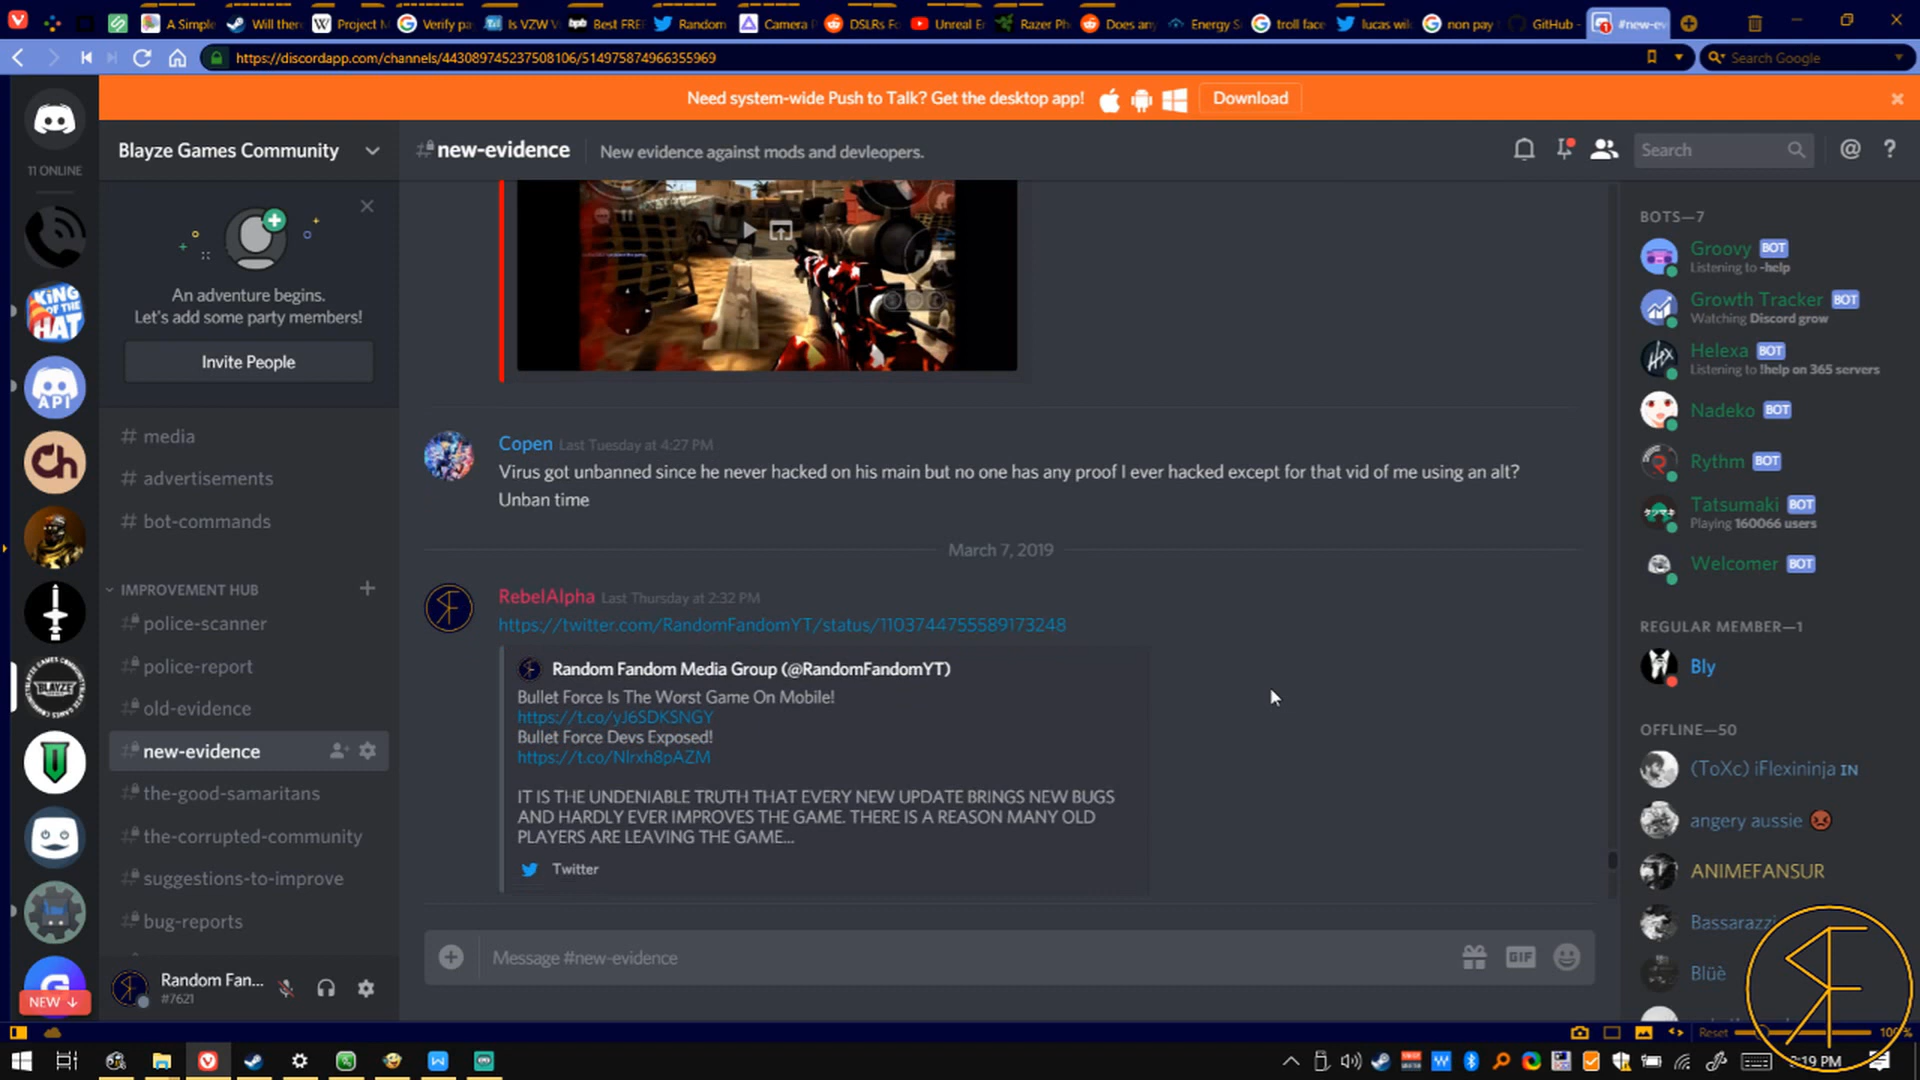 A Simple
Will there
W Project M
Verify pa
Is VZW V
bpb Best FRE
Random
Camera
DSLRs Fo
Unreal En
Razer Ph
Does any
Energy S
troll face
lucas wil
non pay
GitHub -
#new-ev
https://discordapp.com/channels/443089745237508106/514975874966355969
Search Google
Need system-wide Push to Talk? Get the desktop app!
Download
11 ONLINE
KING OF THE HAT
API
Ch
BLAYZE
NEW ↓
Blayze Games Community
An adventure begins.
Let's add some party members!
Invite People
# media
# advertisements
# bot-commands
IMPROVEMENT HUB
# police-scanner
# police-report
# old-evidence
# new-evidence
# the-good-samaritans
# the-corrupted-community
# suggestions-to-improve
# bug-reports
Random Fan...
#7621
# new-evidence
New evidence against mods and devleopers.
Search
@ ?
Copen Last Tuesday at 4:27 PM
Virus got unbanned since he never hacked on his main but no one has any proof I ever hacked except for that vid of me using an alt?
Unban time
March 7, 2019
RebelAlpha Last Thursday at 2:32 PM
https://twitter.com/RandomFandomYT/status/1103744755589173248
Random Fandom Media Group (@RandomFandomYT)
Bullet Force Is The Worst Game On Mobile!
https://t.co/yJ6SDKSNGY
Bullet Force Devs Exposed!
https://t.co/NIrxh8pAZM
IT IS THE UNDENIABLE TRUTH THAT EVERY NEW UPDATE BRINGS NEW BUGS
AND HARDLY EVER IMPROVES THE GAME. THERE IS A REASON MANY OLD
PLAYERS ARE LEAVING THE GAME...
Twitter
Message #new-evidence
GIF
BOTS—7
Groovy BOT
Listening to -help
Growth Tracker BOT
Watching Discord grow
Helexa BOT
Listening to !help on 365 servers
Nadeko BOT
Rythm BOT
Tatsumaki BOT
Playing 160066 users
Welcomer BOT
REGULAR MEMBER—1
Bly
OFFLINE—50
(ToXc) iFlexininja IN
angery aussie
ANIMEFANSUR
Bassarazzi
Blüè
Reset
:19 PM